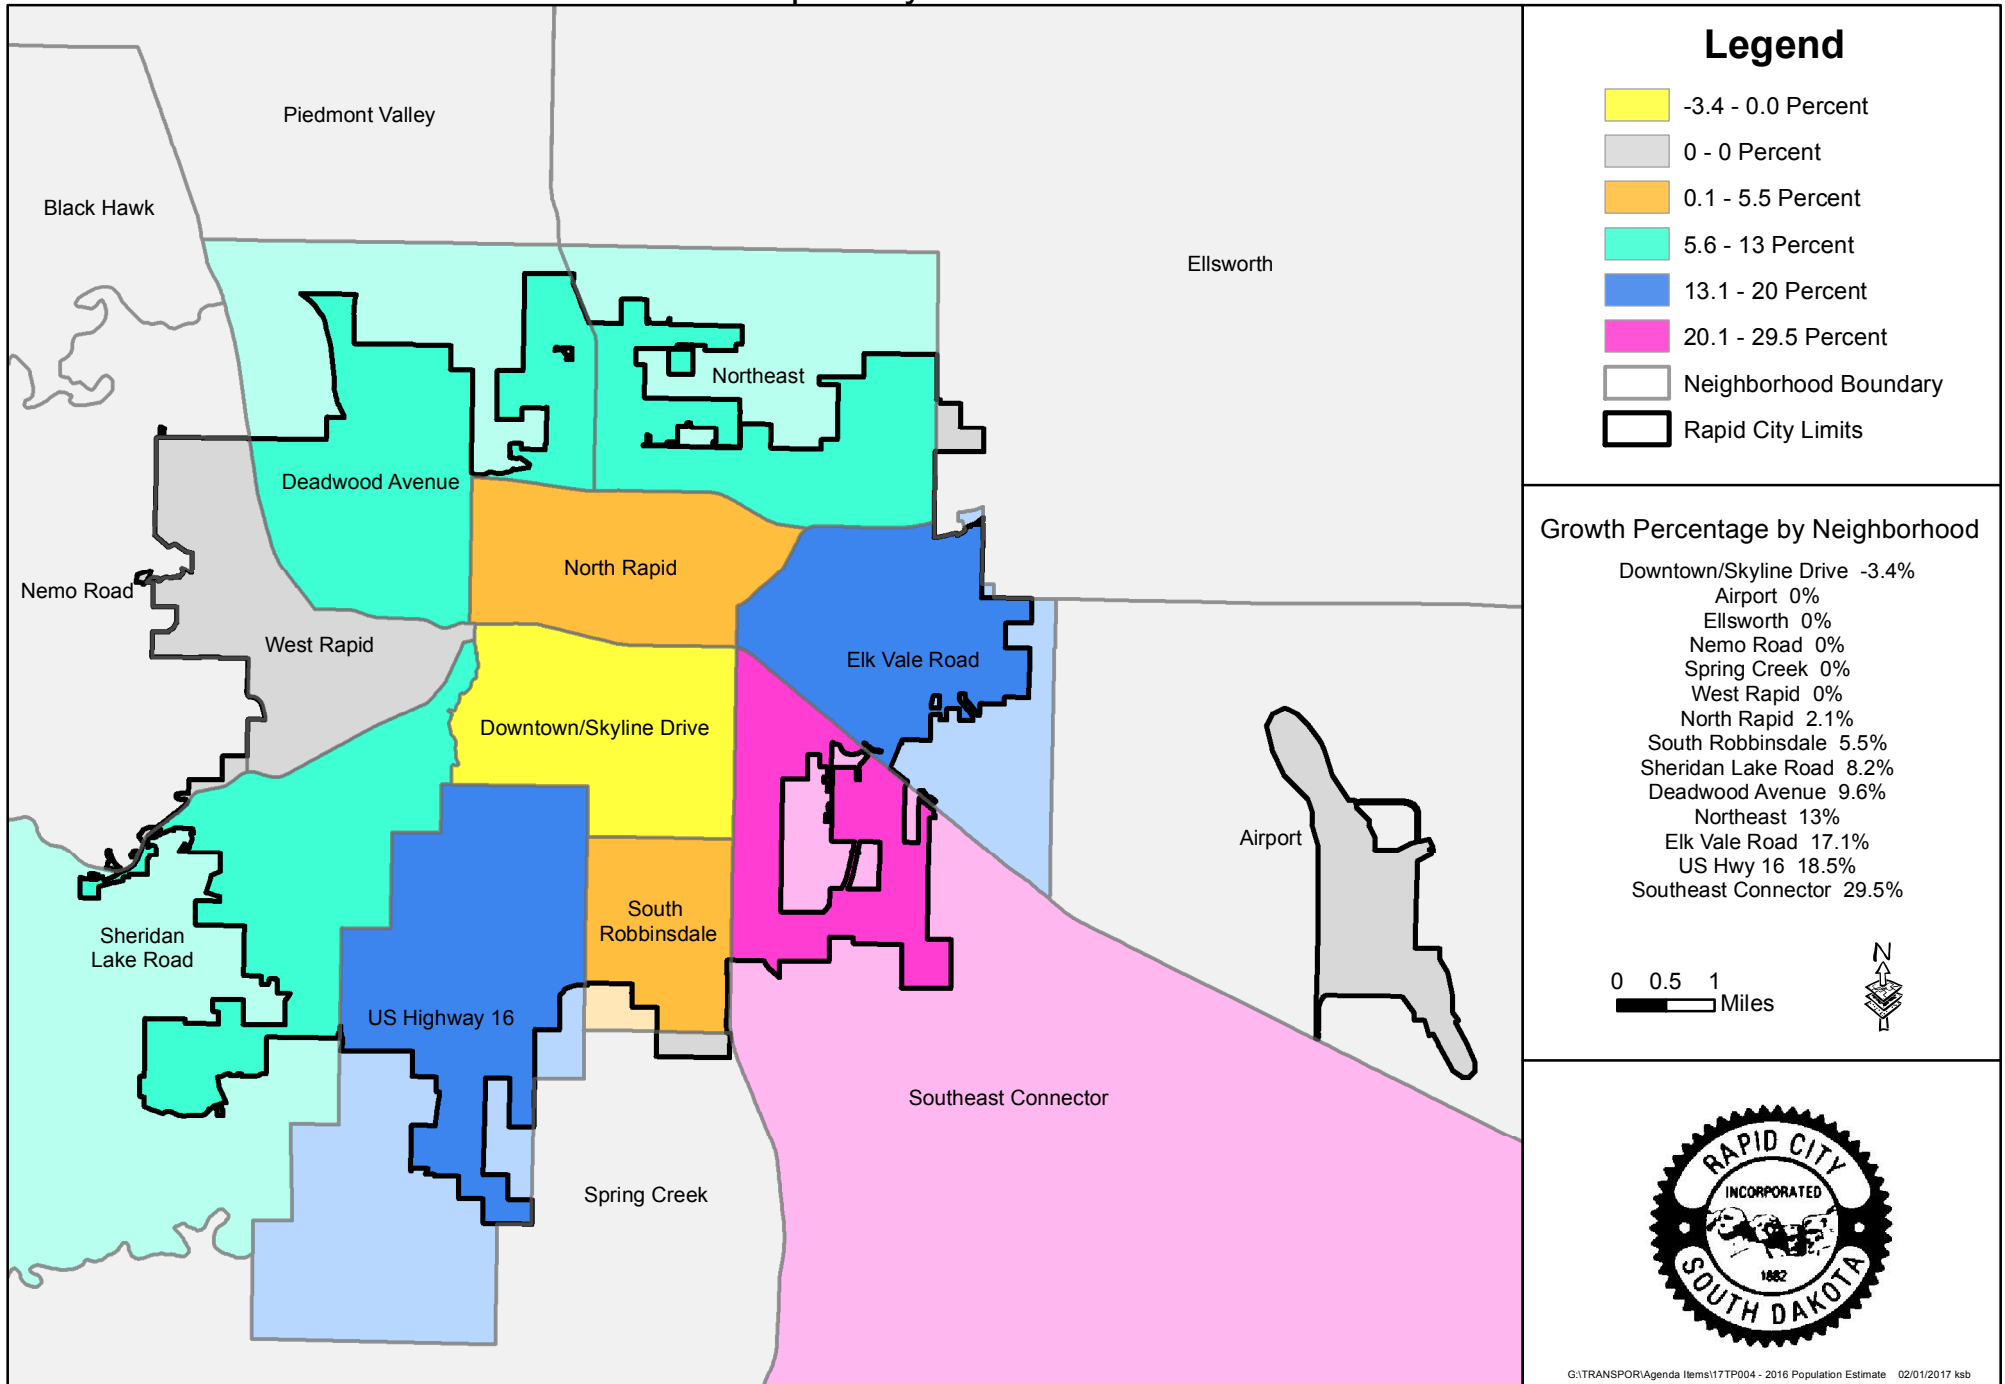 Piedmont Valley
Black Hawk
Ellsworth
Northeast
Deadwood Avenue
North Rapid
Nemo Road
West Rapid
Elk Vale Road
Downtown/Skyline Drive
Airport
South
Robbinsdale
Sheridan
Lake Road
US Highway 16
Southeast Connector
Spring Creek
Legend
-3.4 - 0.0 Percent
0 - 0 Percent
0.1 - 5.5 Percent
5.6 - 13 Percent
13.1 - 20 Percent
20.1 - 29.5 Percent
Neighborhood Boundary
Rapid City Limits
Growth Percentage by Neighborhood
Downtown/Skyline Drive -3.4%
Airport 0%
Ellsworth 0%
Nemo Road 0%
Spring Creek 0%
West Rapid 0%
North Rapid 2.1%
South Robbinsdale 5.5%
Sheridan Lake Road 8.2%
Deadwood Avenue 9.6%
Northeast 13%
Elk Vale Road 17.1%
US Hwy 16 18.5%
Southeast Connector 29.5%
N
0 0.5 1
Miles
RAPID CITY
INCORPORATED
1882
SOUTH DAKOTA
G:\TRANSPOR\Agenda Items\17TP004 - 2016 Population Estimate 02/01/2017 ksb